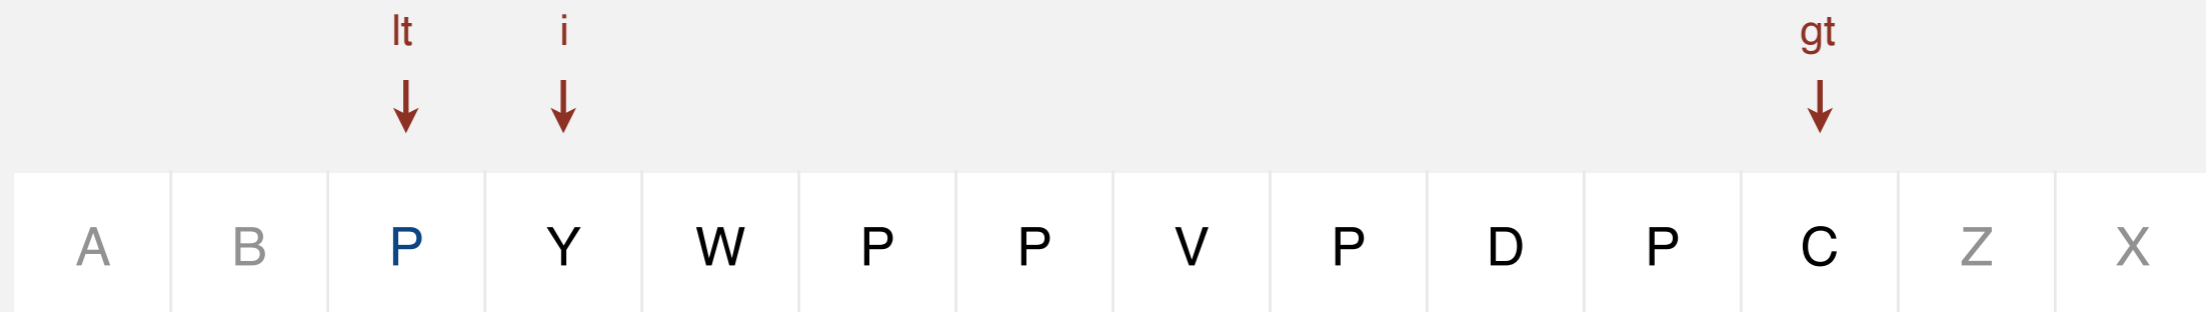 lt i gt
A B P Y W P P V P D P C Z X